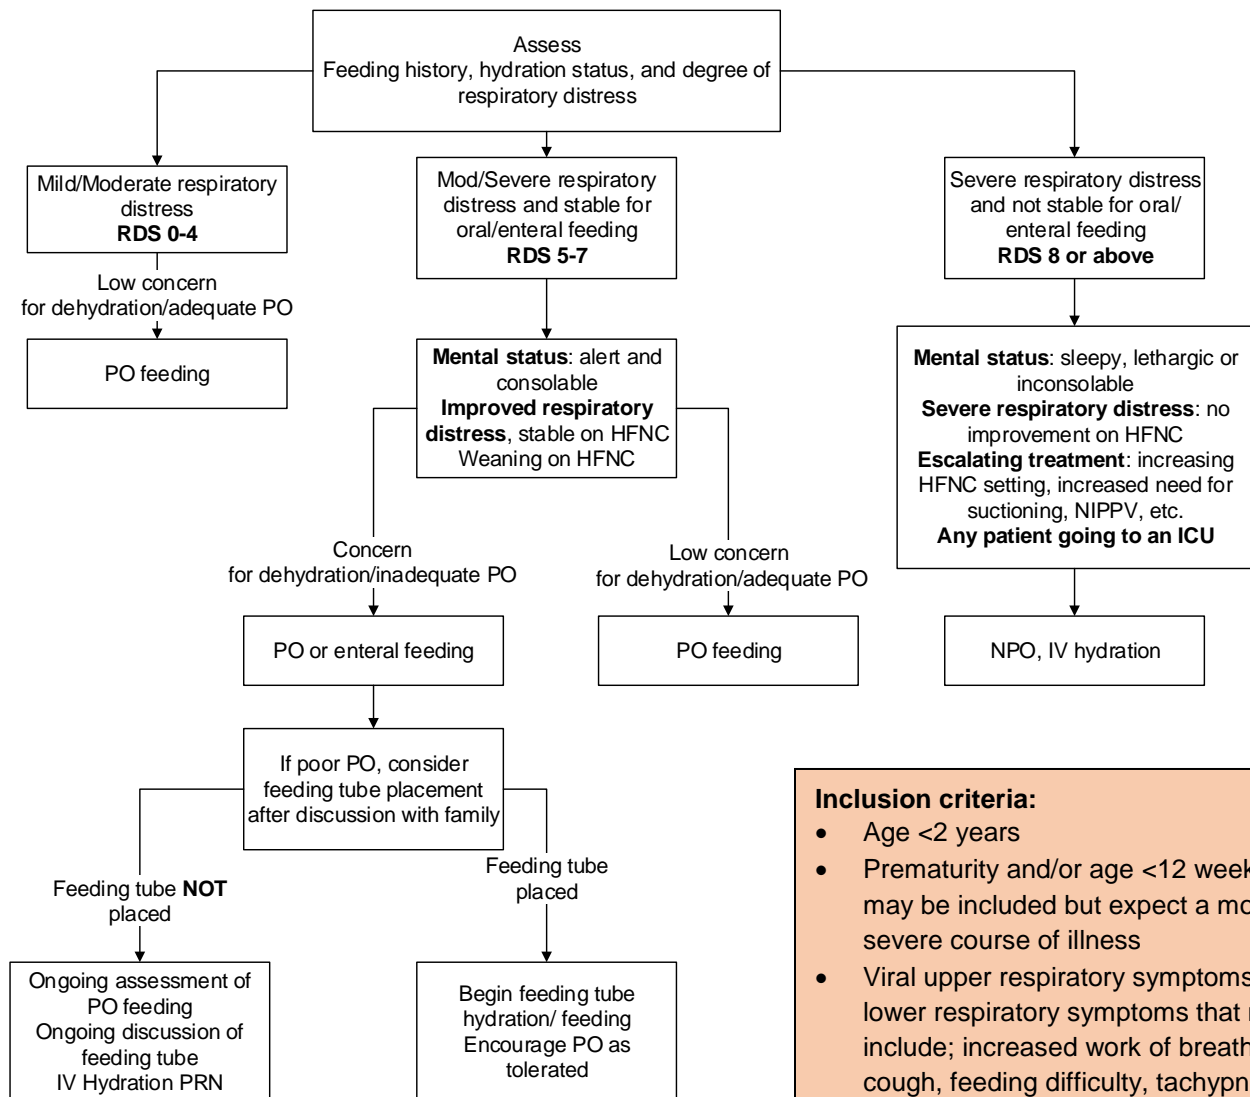 Assess
Feeding history, hydration status, and degree of
respiratory distress
Mild/Moderate respiratory
distress
RDS 0-4
Low concern
for dehydration/adequate PO
PO feeding
Mod/Severe respiratory
distress and stable for
oral/enteral feeding
RDS 5-7
Mental status: alert and
consolable
Improved respiratory
distress, stable on HFNC
Weaning on HFNC
Concern
for dehydration/inadequate PO
Low concern
for dehydration/adequate PO
PO or enteral feeding
PO feeding
If poor PO, consider
feeding tube placement
after discussion with family
Feeding tube NOT
placed
Feeding tube
placed
Ongoing assessment of
PO feeding
Ongoing discussion of
feeding tube
IV Hydration PRN
Begin feeding tube
hydration/ feeding
Encourage PO as
tolerated
Severe respiratory distress
and not stable for oral/
enteral feeding
RDS 8 or above
Mental status: sleepy, lethargic or
inconsolable
Severe respiratory distress: no
improvement on HFNC
Escalating treatment: increasing
HFNC setting, increased need for
suctioning, NIPPV, etc.
Any patient going to an ICU
NPO, IV hydration
Inclusion criteria:
• Age <2 years
• Prematurity and/or age <12
may be included but expect a
severe course of illness
• Viral upper respiratory symptoms
lower respiratory symptoms that
include; increased work of
cough, feeding difficulty,